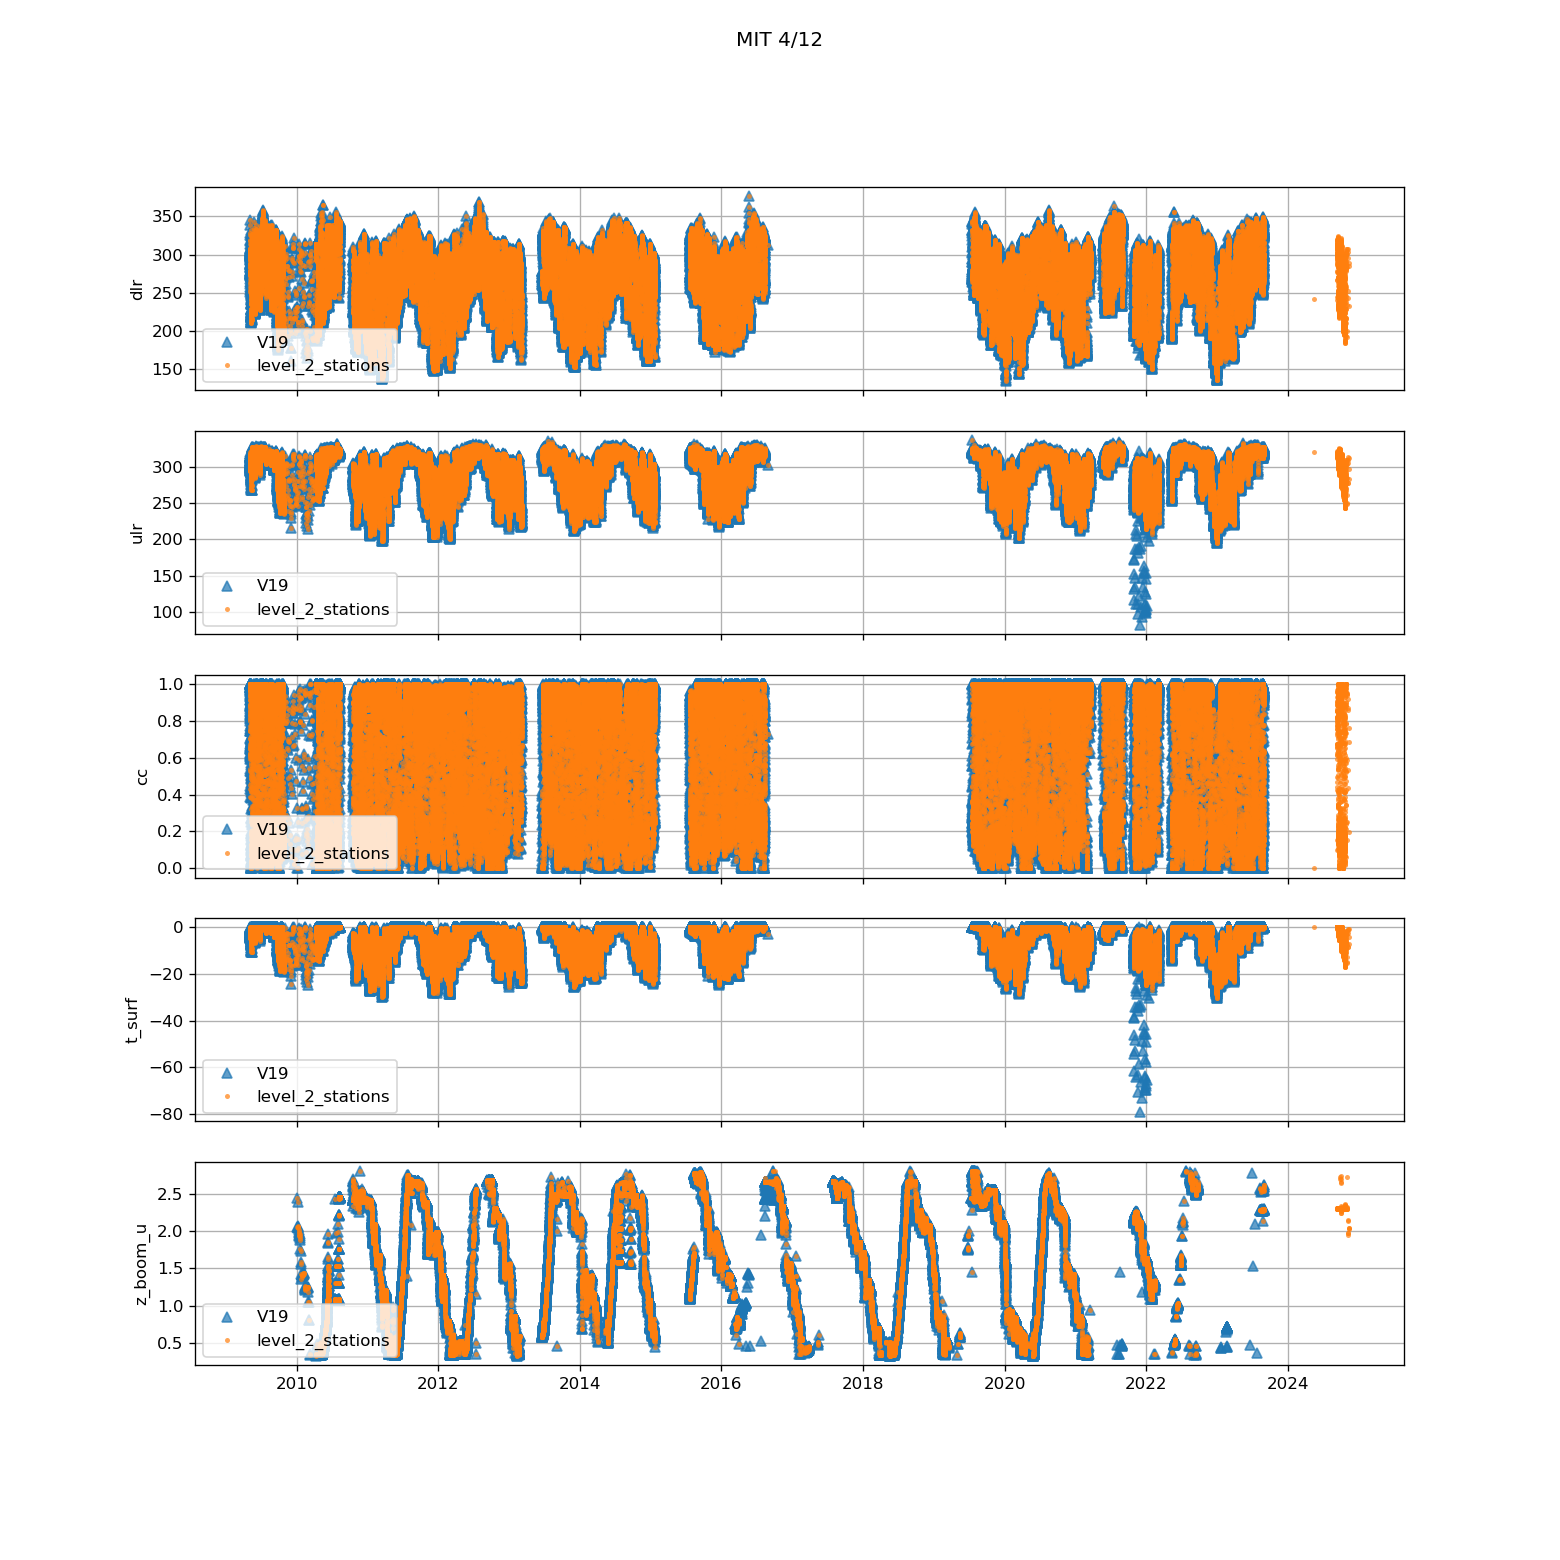 MIT 4/12
350
300
250
200
150
dlr
V19
level_2_stations
300
250
200
150
100
ulr
V19
level_2_stations
1.0
0.8
0.6
0.4
0.2
0.0
cc
V19
level_2_stations
0
−20
−40
−60
−80
t_surf
V19
level_2_stations
2.5
2.0
1.5
1.0
0.5
z_boom_u
V19
level_2_stations
2010 2012 2014 2016 2018 2020 2022 2024